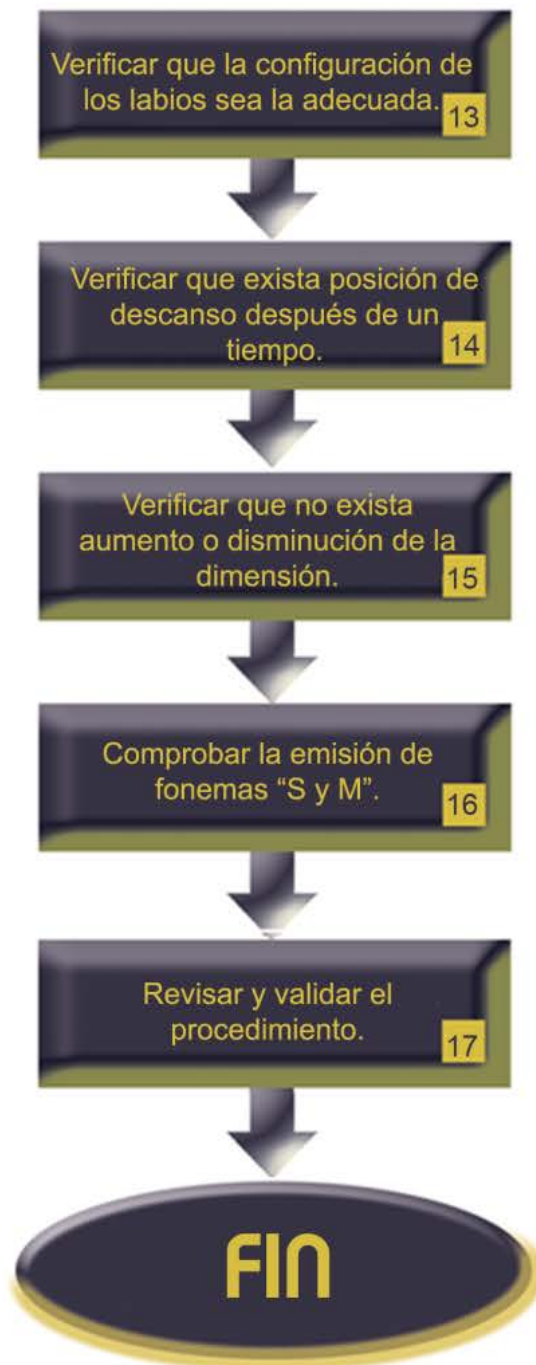 Verificar que la configuración de
los labios sea la adecuada.
13
Verificar que exista posición de
descanso después de un
tiempo.
14
Verificar que no exista
aumento o disminución de la
dimensión.
15
Comprobar la emisión de
fonemas “S y M”.
16
Revisar y validar el
procedimiento.
17
FIN